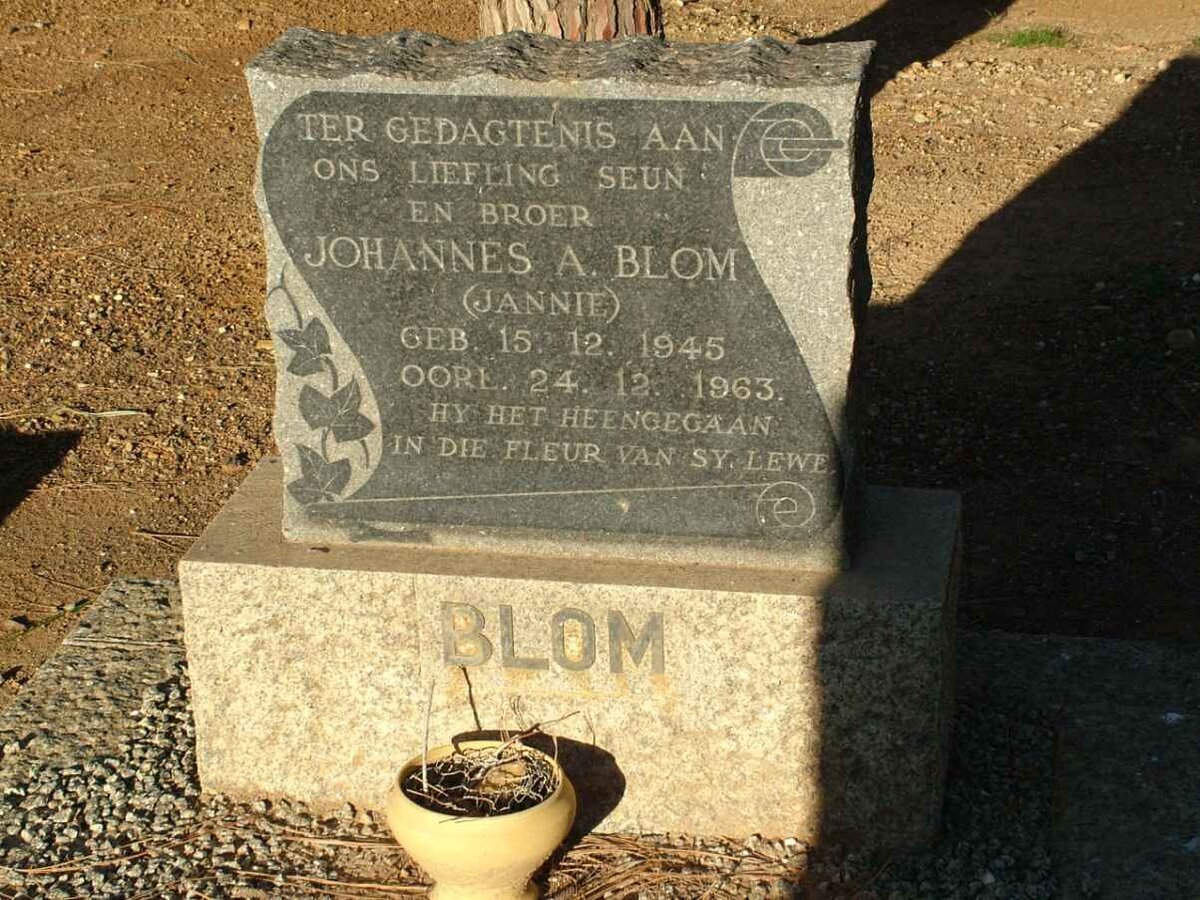 TER GEDAGTENIS AAN
ONS LIEFLING SEUN
EN BROER
JOHANNES A. BLOM
(JANNIE)
GEB. 15. 12. 1945
OORL. 24. 12. 1963.
HY HET HEENGEGAAN
IN DIE FLEUR VAN SY. LEWE
BLOM